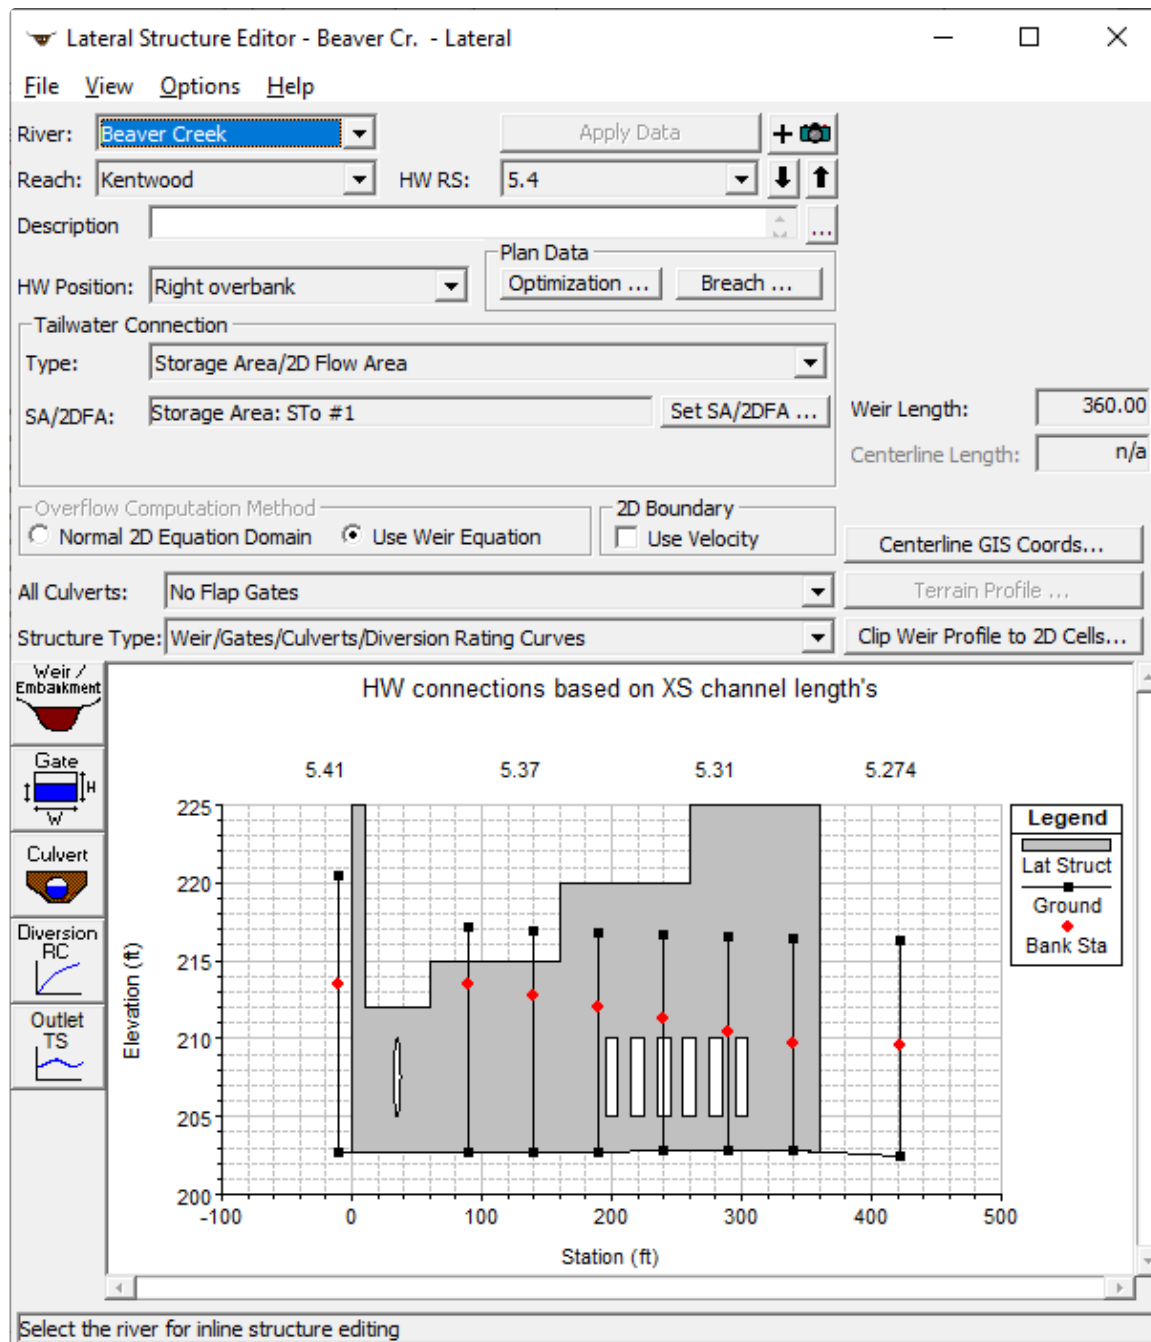 Lateral Structure Editor - Beaver Cr. - Lateral
File View Options Help
River: Beaver Creek Apply Data +
Reach: Kentwood HW RS: 5.4
Description ...
Plan Data
HW Position: Right overbank Optimization ... Breach ...
Tailwater Connection
Type: Storage Area/2D Flow Area
SA/2DFA: Storage Area: STo #1 Set SA/2DFA ... Weir Length: 360.00
Centerline Length: n/a
Overflow Computation Method 2D Boundary
Normal 2D Equation Domain Use Weir Equation Use Velocity Centerline GIS Coords...
All Culverts: No Flap Gates Terrain Profile ...
Structure Type: Weir/Gates/Culverts/Diversion Rating Curves Clip Weir Profile to 2D Cells...
Weir /
Embankment
Gate
H
W
Culvert
Diversion
RC
Outlet
TS
HW connections based on XS channel length's
5.41 5.37 5.31 5.274
225
220
215
210
205
200
Elevation (ft)
-100 0 100 200 300 400 500
Station (ft)
Legend
Lat Struct
Ground
Bank Sta
Select the river for inline structure editing